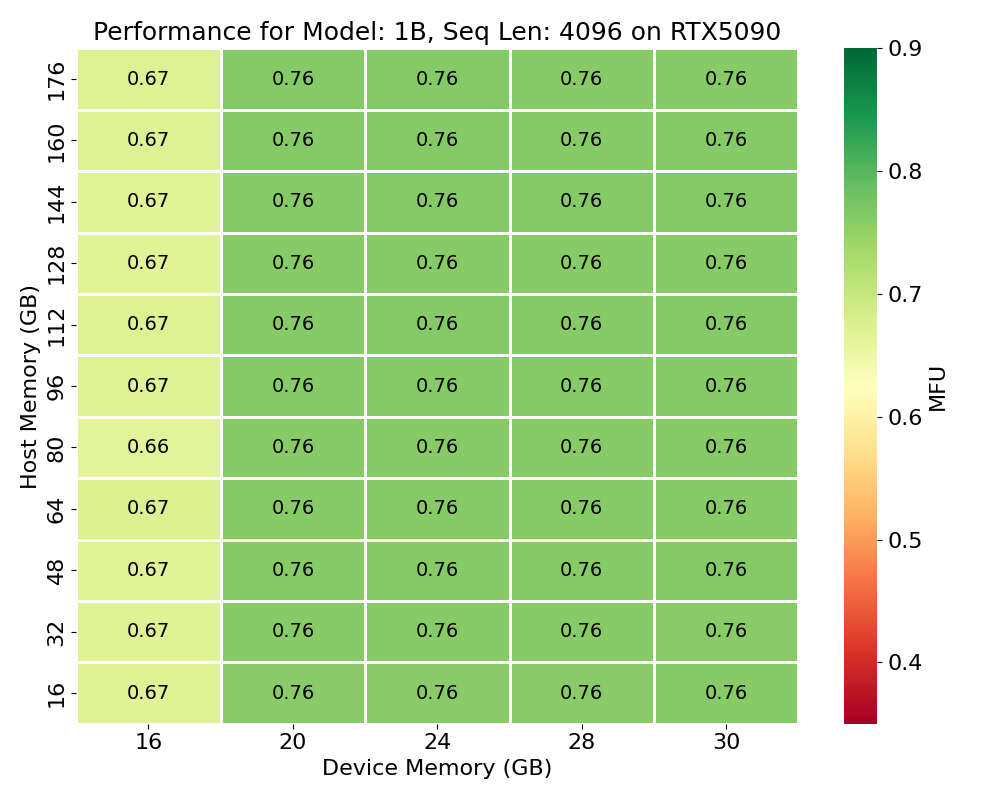 Performance for Model: 1B, Seq Len: 4096 on RTX5090
176 0.67 0.76 0.76 0.76 0.76
160 0.67 0.76 0.76 0.76 0.76
144 0.67 0.76 0.76 0.76 0.76
128 0.67 0.76 0.76 0.76 0.76
112 0.67 0.76 0.76 0.76 0.76
96 0.67 0.76 0.76 0.76 0.76
80 0.66 0.76 0.76 0.76 0.76
64 0.67 0.76 0.76 0.76 0.76
48 0.67 0.76 0.76 0.76 0.76
32 0.67 0.76 0.76 0.76 0.76
16 0.67 0.76 0.76 0.76 0.76
16 20 24 28 30
Device Memory (GB)
Host Memory (GB)
0.9
0.8
0.7
0.6
0.5
0.4
MFU